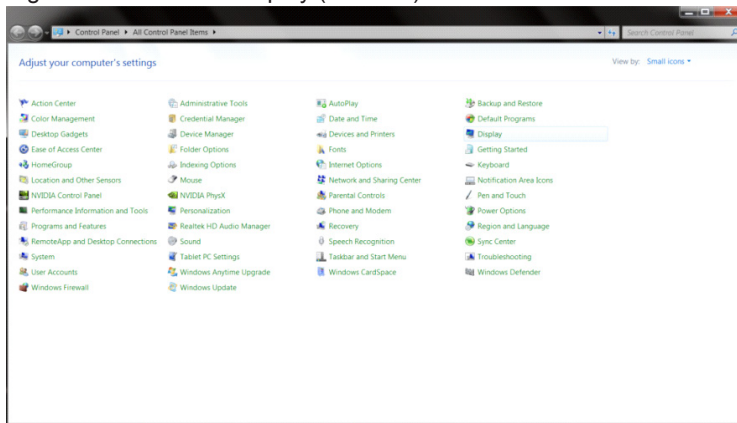 Control Panel ▸ All Control Panel Items ▸ Search Control Panel
Adjust your computer's settings View by: Small icons
Action Center Administrative Tools AutoPlay Backup and Restore
Color Management Credential Manager Date and Time Default Programs
Desktop Gadgets Device Manager Devices and Printers Display
Ease of Access Center Folder Options Fonts Getting Started
HomeGroup Indexing Options Internet Options Keyboard
Location and Other Sensors Mouse Network and Sharing Center Notification Area Icons
NVIDIA Control Panel NVIDIA PhysX Parental Controls Pen and Touch
Performance Information and Tools Personalization Phone and Modem Power Options
Programs and Features Realtek HD Audio Manager Recovery Region and Language
RemoteApp and Desktop Connections Sound Speech Recognition Sync Center
System Tablet PC Settings Taskbar and Start Menu Troubleshooting
User Accounts Windows Anytime Upgrade Windows CardSpace Windows Defender
Windows Firewall Windows Update